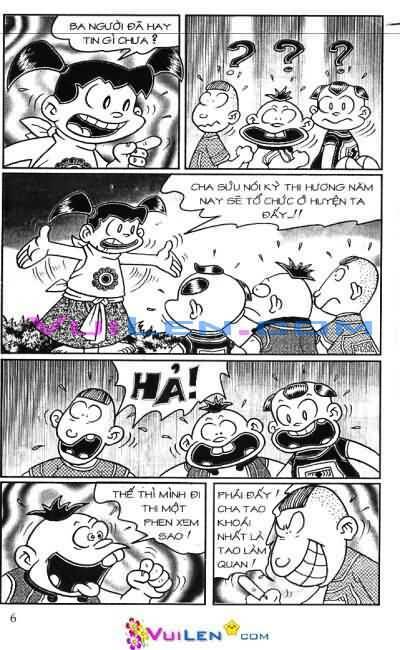 BA NGƯỜI ĐÃ HAY
TIN GÌ CHƯA?
? ? ?
CHA SỬU NÓI KỲ THI HƯƠNG NĂM
NAY SẼ TỔ CHỨC Ở HUYỆN TA
ĐẤY...!!
VUILEN.COM
HẢ!
THẾ THÌ MÌNH ĐI
THI MỘT
PHEN XEM
SAO!
PHẢI ĐẤY!
CHA TAO
KHOÁI
NHẤT LÀ
TAO LÀM
QUAN!
6
VUILEN COM